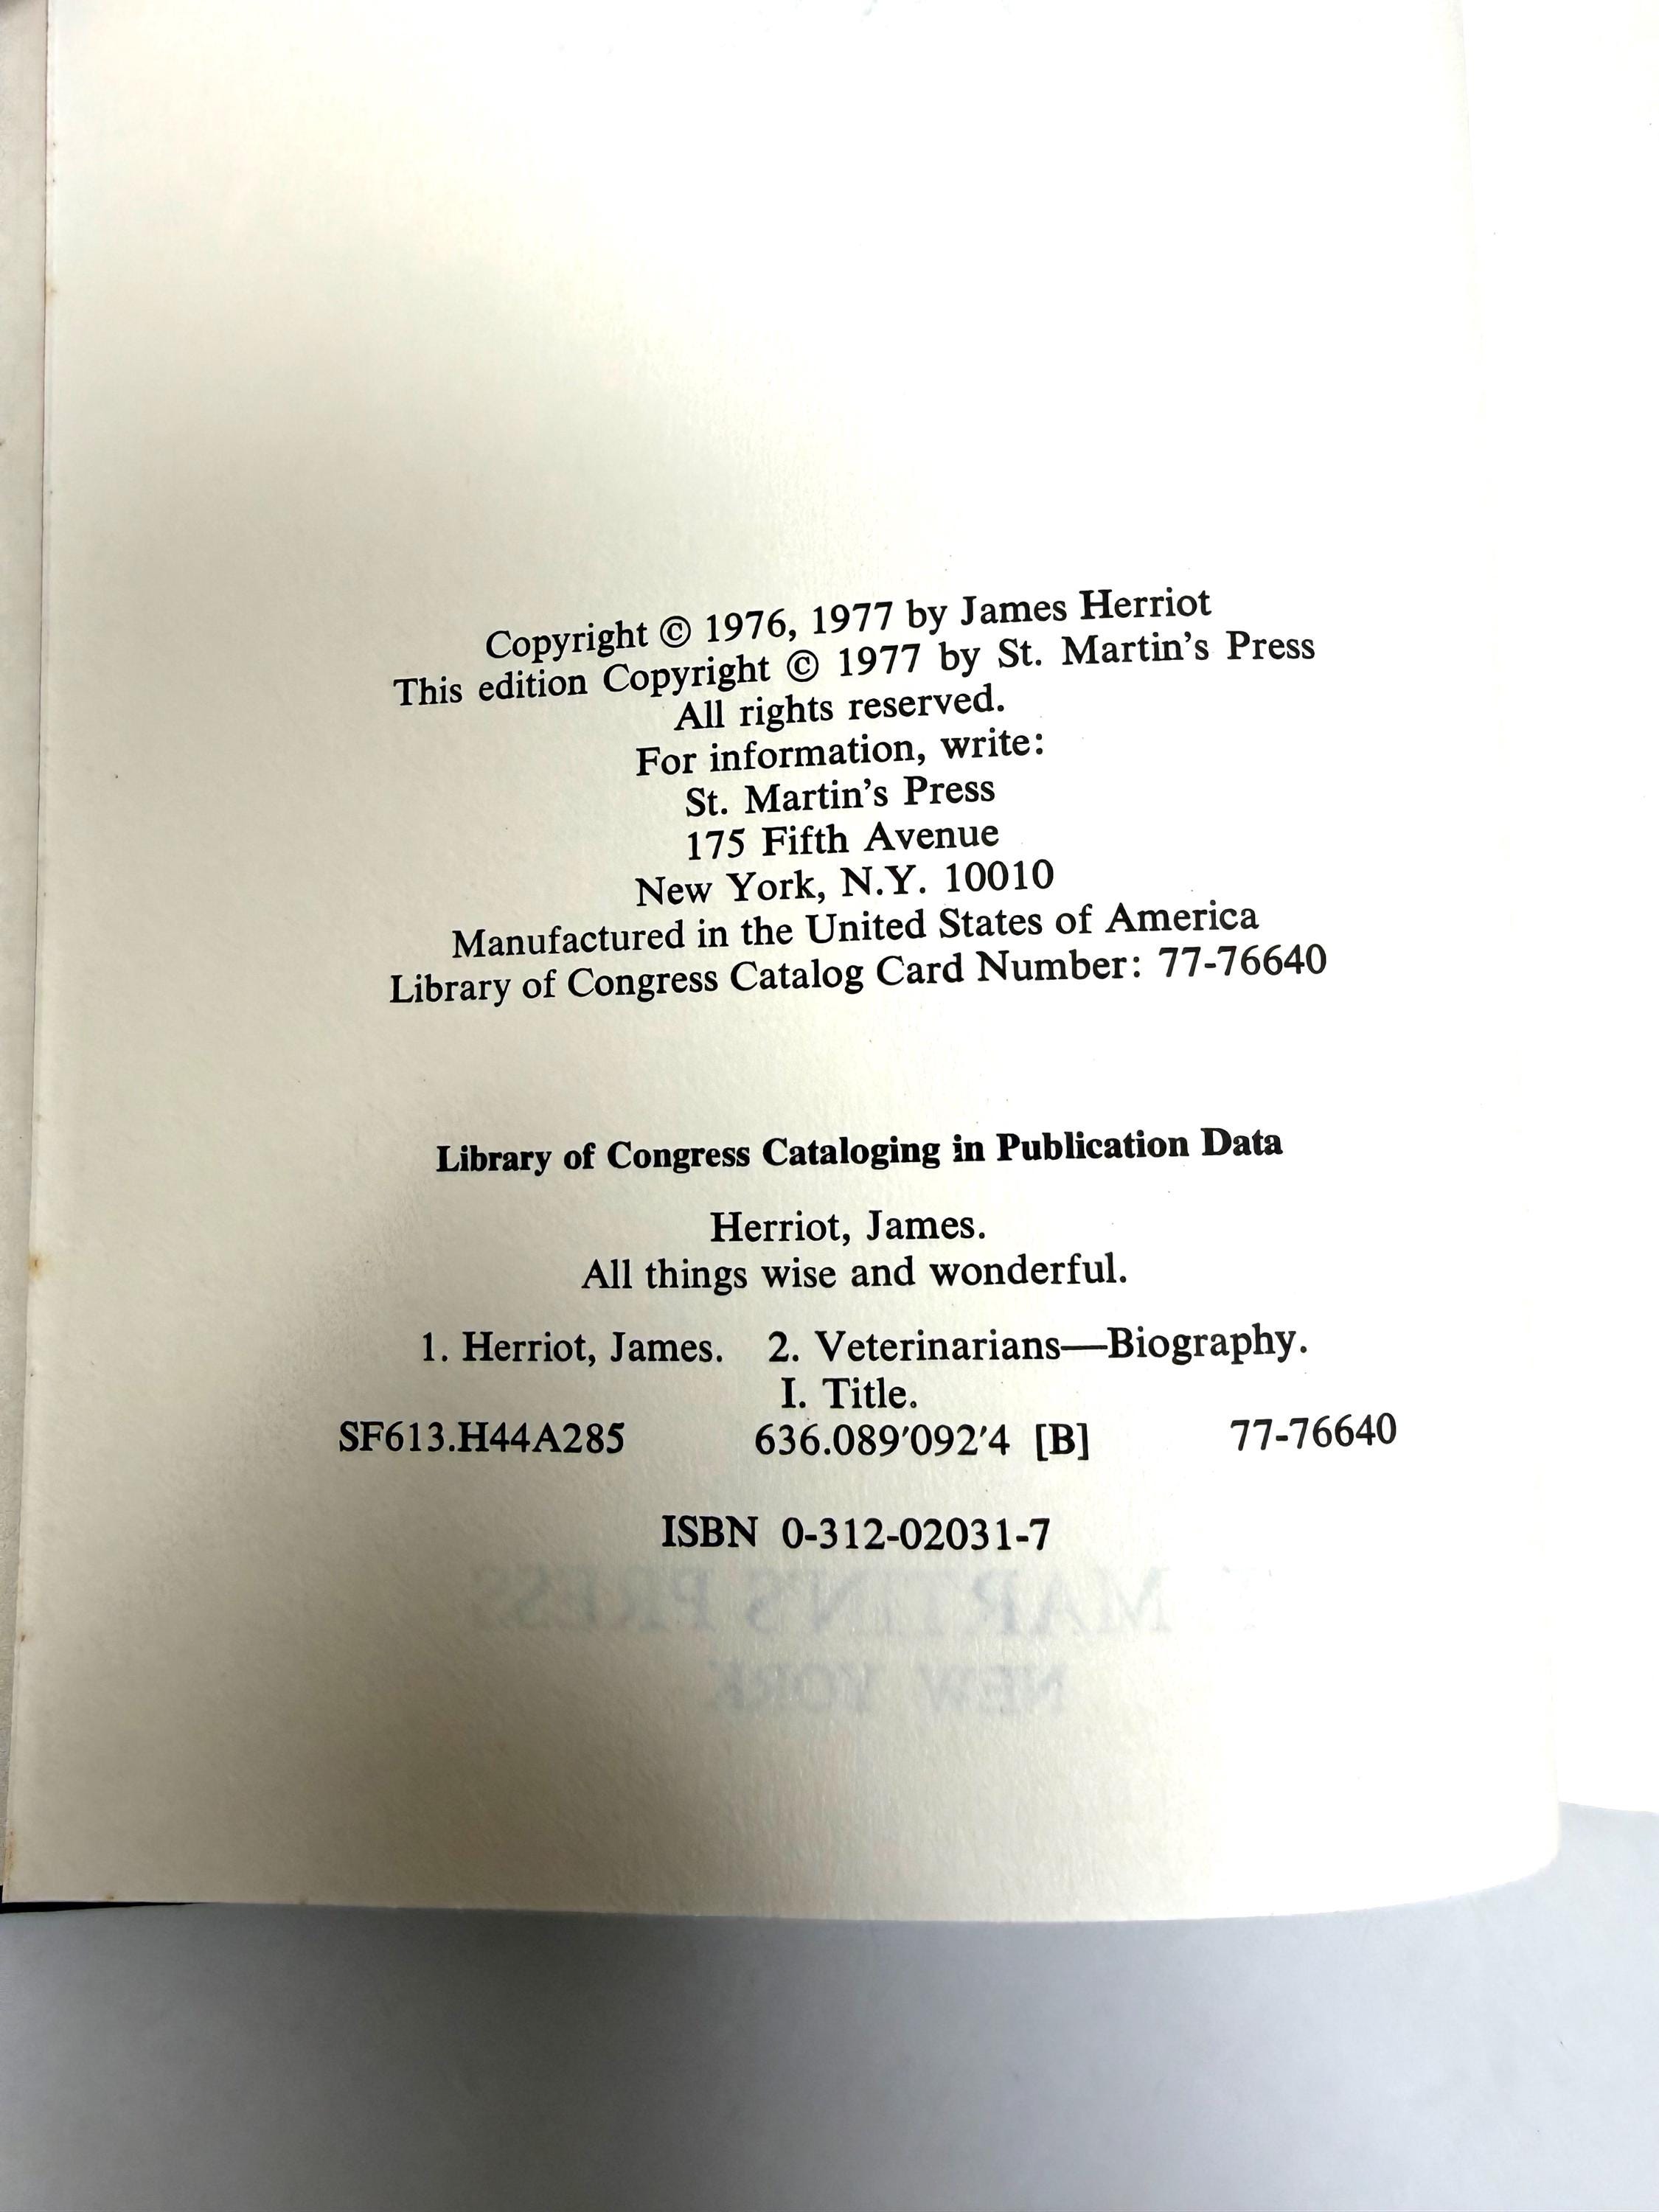 Copyright © 1976, 1977 by James Herriot
This edition Copyright © 1977 by St. Martin's Press
All rights reserved.
For information, write:
St. Martin's Press
175 Fifth Avenue
New York, N.Y. 10010
Manufactured in the United States of America
Library of Congress Catalog Card Number: 77-76640
Library of Congress Cataloging in Publication Data
Herriot, James.
All things wise and wonderful.
1. Herriot, James. 2. Veterinarians—Biography.
I. Title.
SF613.H44A285 636.089′092′4 [B] 77-76640
ISBN 0-312-02031-7
MARTIN'S PRESS
NEW YORK